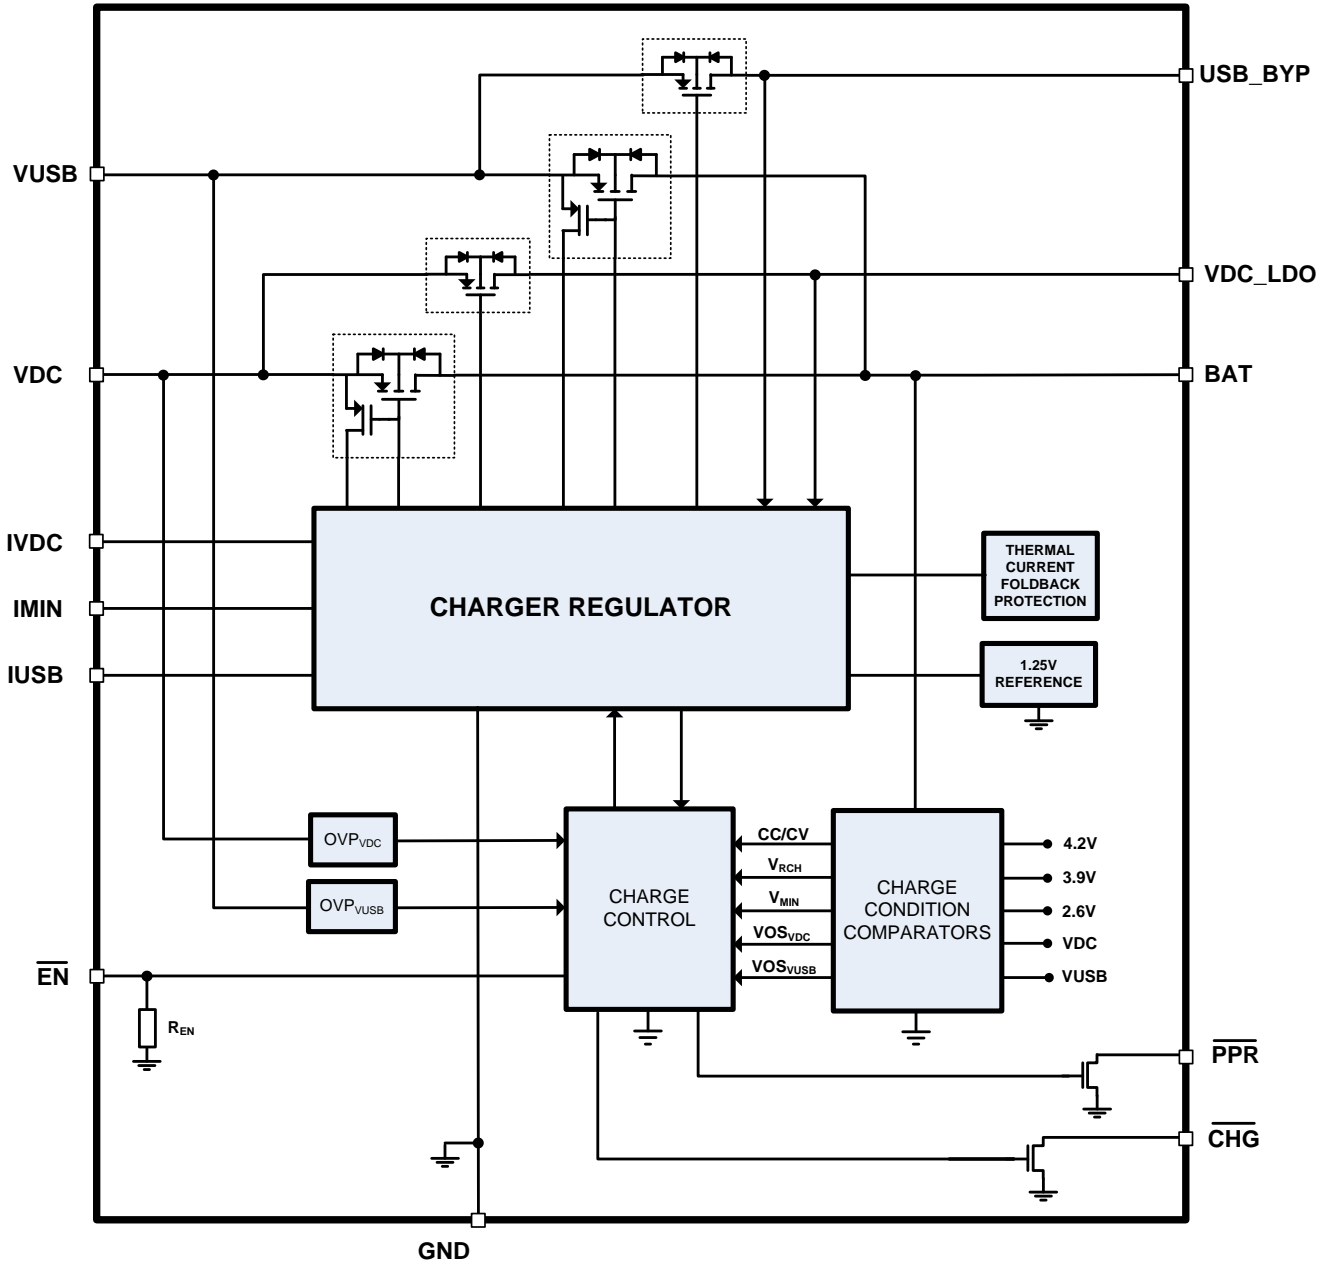 USB_BYP
VUSB
VDC_LDO
VDC
BAT
IVDC
THERMAL
CURRENT
FOLDBACK
PROTECTION
IMIN
CHARGER REGULATOR
IUSB
1.25V
REFERENCE
OVPVDC
CC/CV
4.2V
VRCH
3.9V
OVPVUSB
CHARGE
CONTROL
VMIN
CHARGE
CONDITION
COMPARATORS
2.6V
VOSVDC
VDC
EN
VOSVUSB
VUSB
REN
PPR
CHG
GND